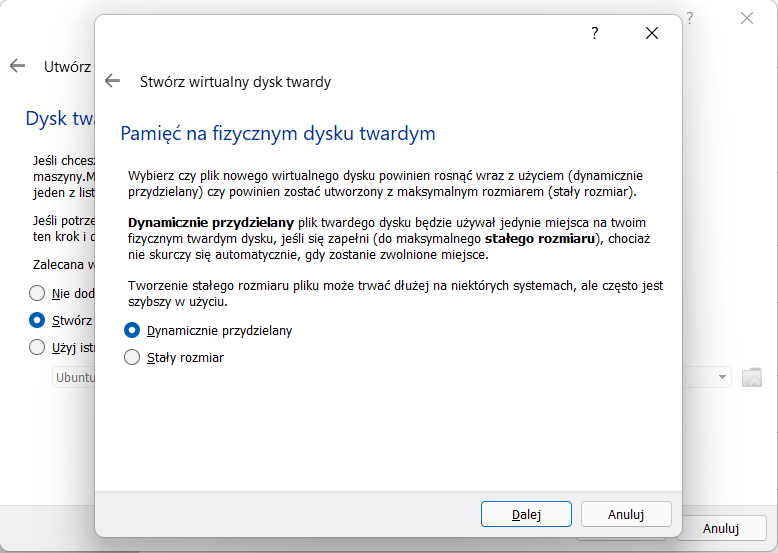 ?
Utwórz
?
Stwórz wirtualny dysk twardy
Dysk twa
Pamięć na fizycznym dysku twardym
Jeśli chcesz
maszyny.M
jeden z list
Jeśli potrze
ten krok i d
Zalecana w
Nie dod
Stwórz
Użyj istr
Ubuntu
Wybierz czy plik nowego wirtualnego dysku powinien rosnąć wraz z użyciem (dynamicznie
przydzielany) czy powinien zostać utworzony z maksymalnym rozmiarem (stały rozmiar).
Dynamicznie przydzielany plik twardego dysku będzie używał jedynie miejsca na twoim
fizycznym twardym dysku, jeśli się zapełni (do maksymalnego stałego rozmiaru), chociaż
nie skurczy się automatycznie, gdy zostanie zwolnione miejsce.
Tworzenie stałego rozmiaru pliku może trwać dłużej na niektórych systemach, ale często jest
szybszy w użyciu.
Dynamicznie przydzielany
Stały rozmiar
Dalej
Anuluj
Anuluj